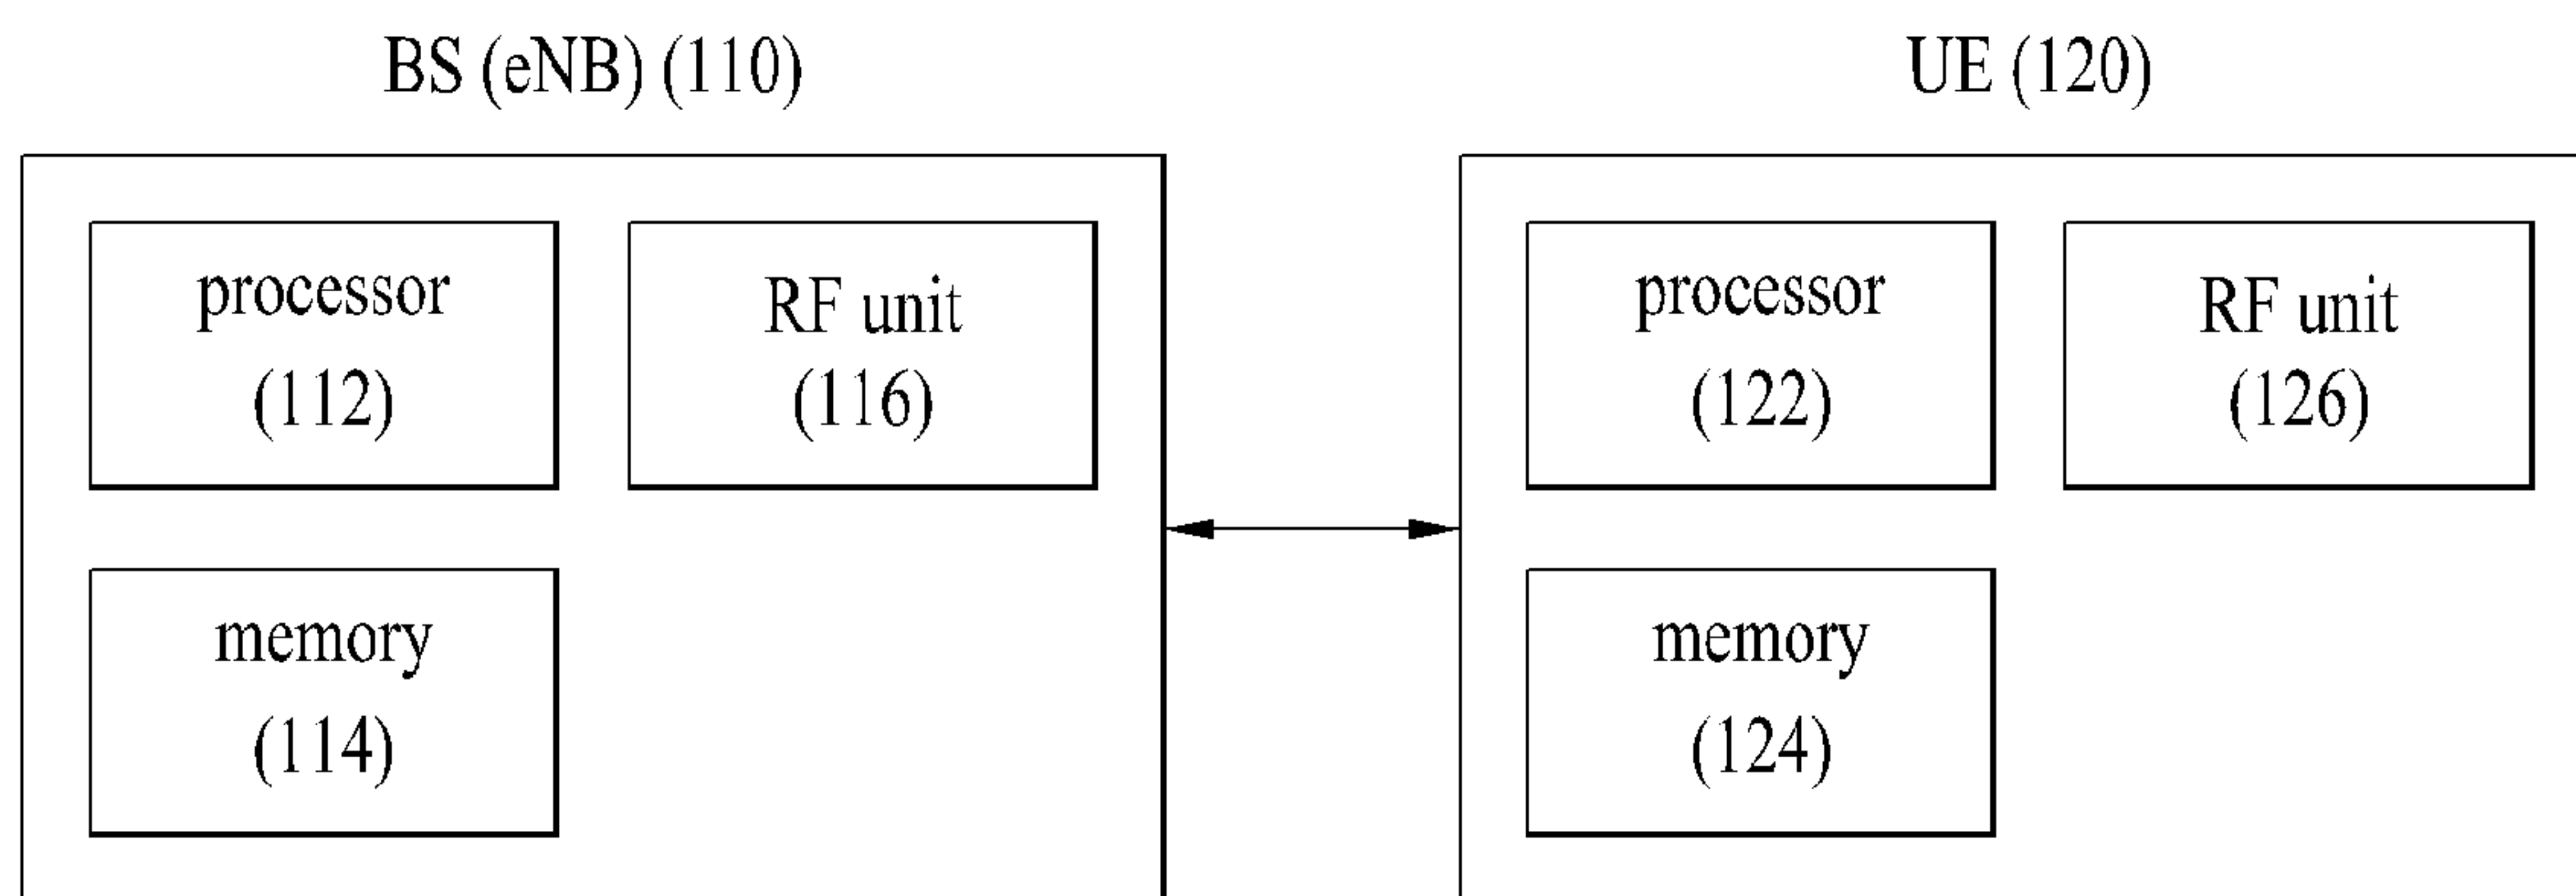 BS (eNB) (110)
processor
(112)
RF unit
(116)
memory
(114)
UE (120)
processor
(122)
RF unit
(126)
memory
(124)